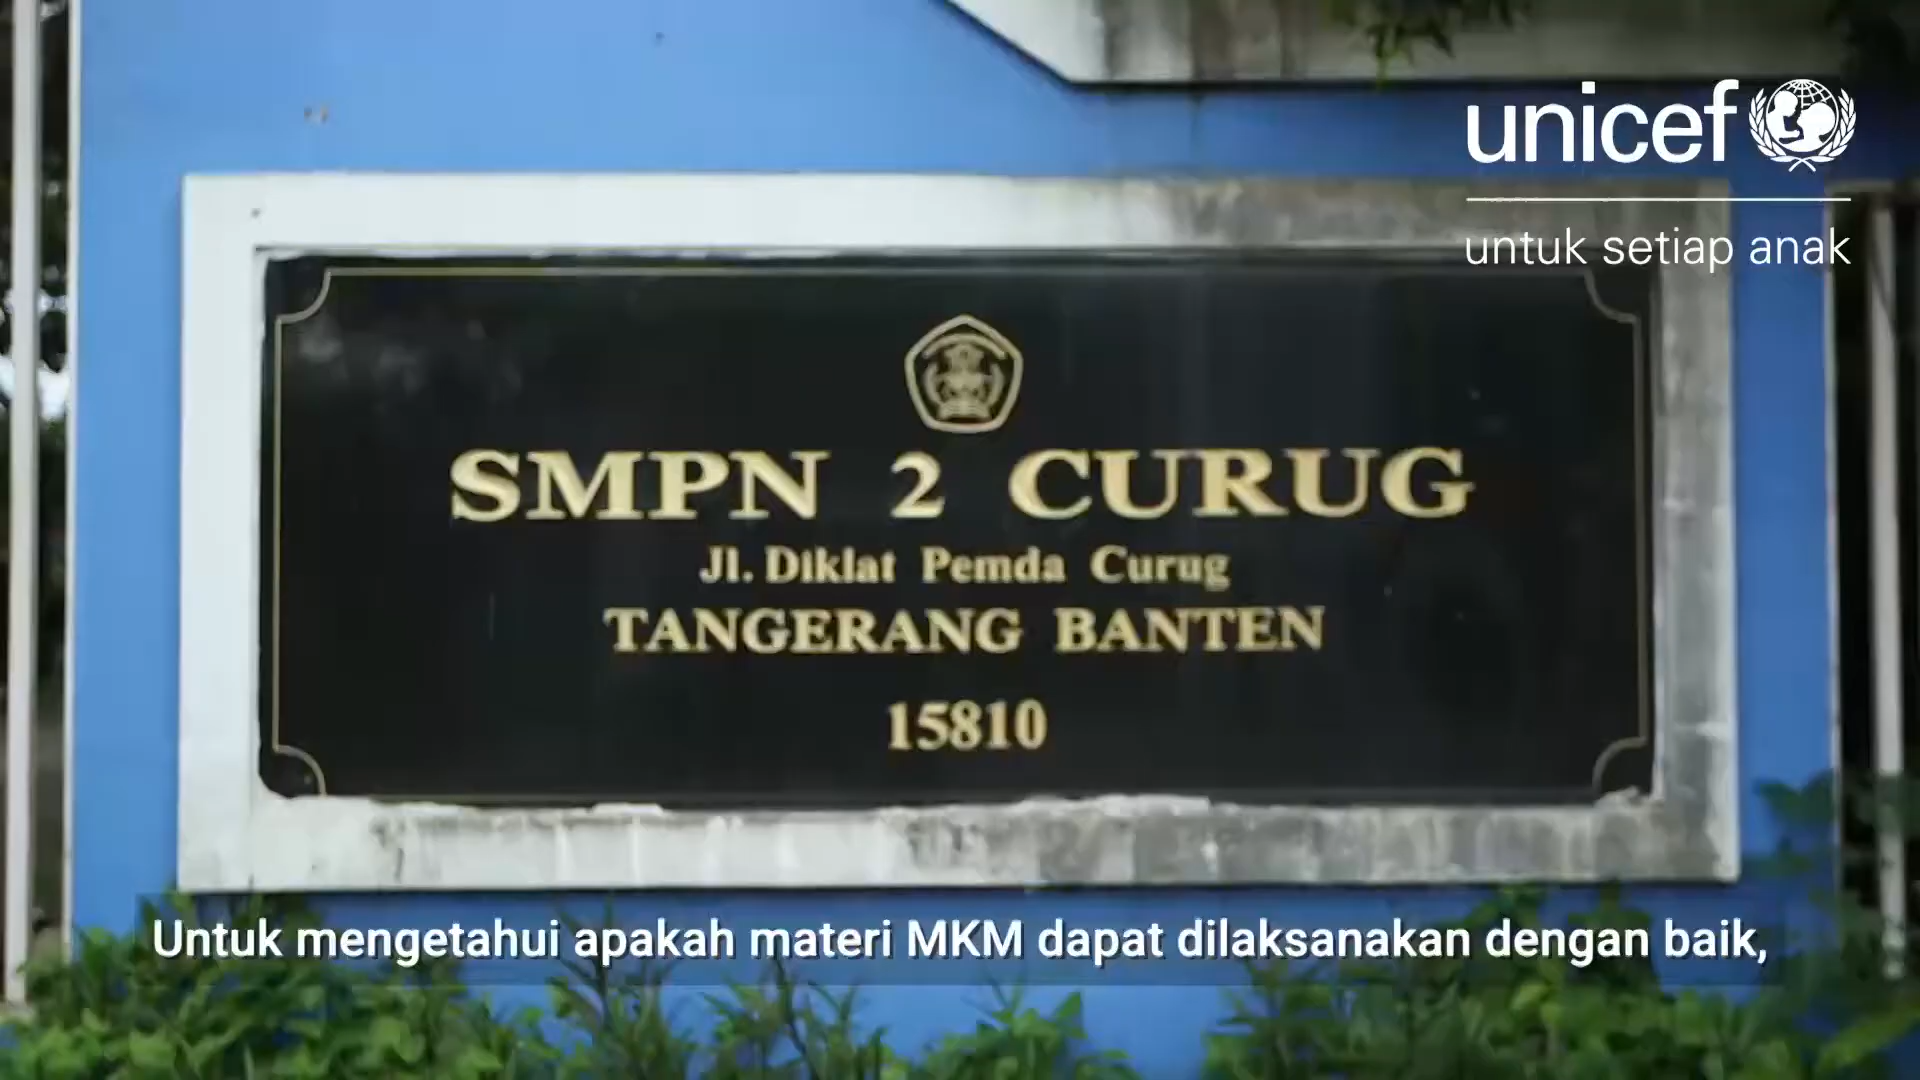 unicef
untuk setiap anak
SMPN 2 CURUG
Jl. Diklat Pemda Curug
TANGERANG BANTEN
15810
Untuk mengetahui apakah materi MKM dapat dilaksanakan dengan baik,